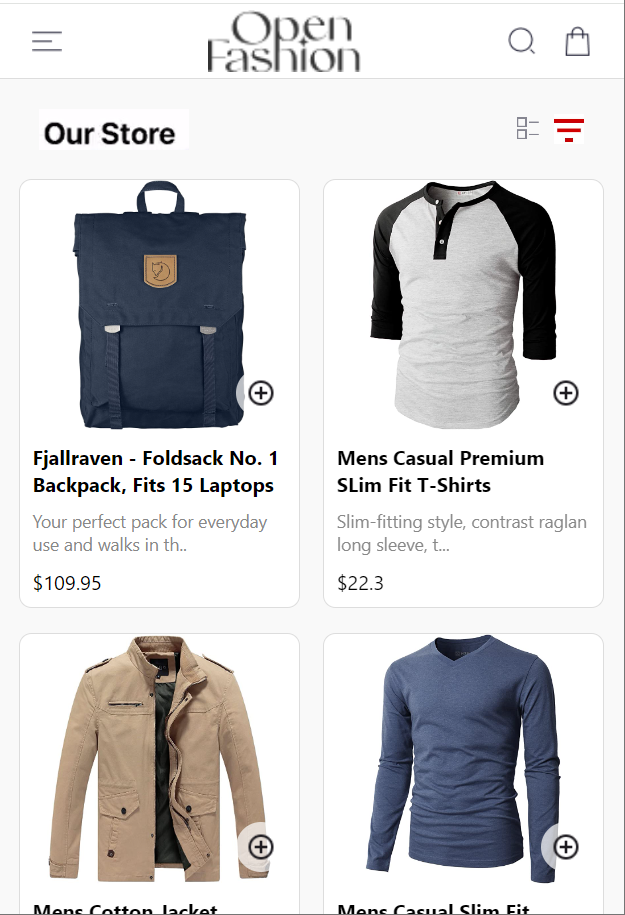 Open
Fashion
Our Store
Fjallraven - Foldsack No. 1
Backpack, Fits 15 Laptops
Your perfect pack for everyday
use and walks in th..
$109.95
Mens Casual Premium
SLim Fit T-Shirts
Slim-fitting style, contrast raglan
long sleeve, t...
$22.3
Mens Cotton Jacket
Mens Casual Slim Fit